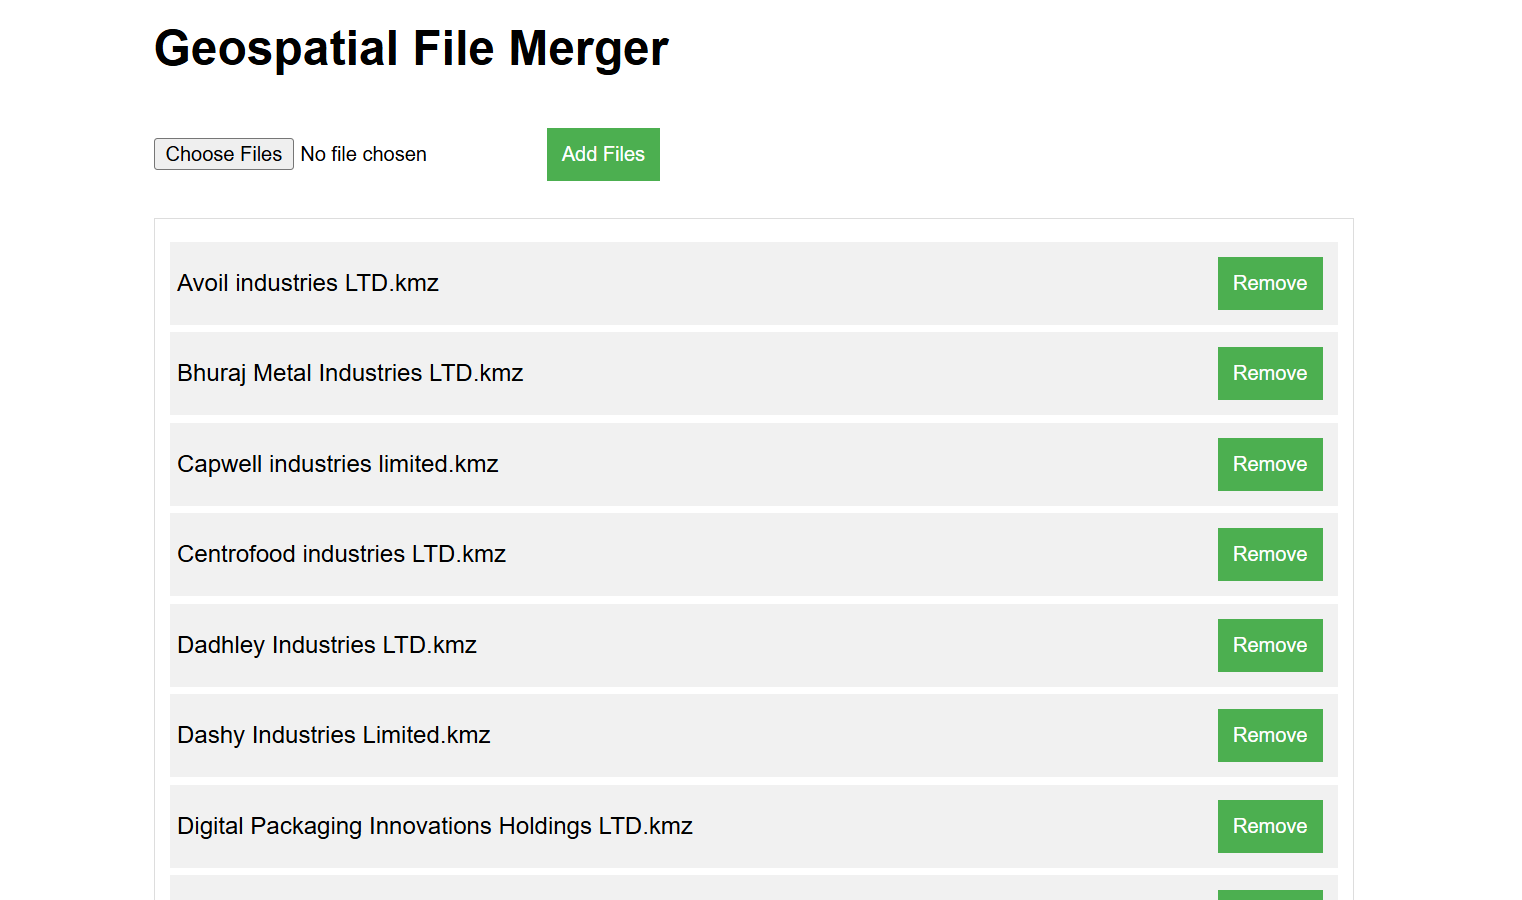 Geospatial File Merger
Choose Files No file chosen Add Files
Avoil industries LTD.kmz Remove
Bhuraj Metal Industries LTD.kmz Remove
Capwell industries limited.kmz Remove
Centrofood industries LTD.kmz Remove
Dadhley Industries LTD.kmz Remove
Dashy Industries Limited.kmz Remove
Digital Packaging Innovations Holdings LTD.kmz Remove